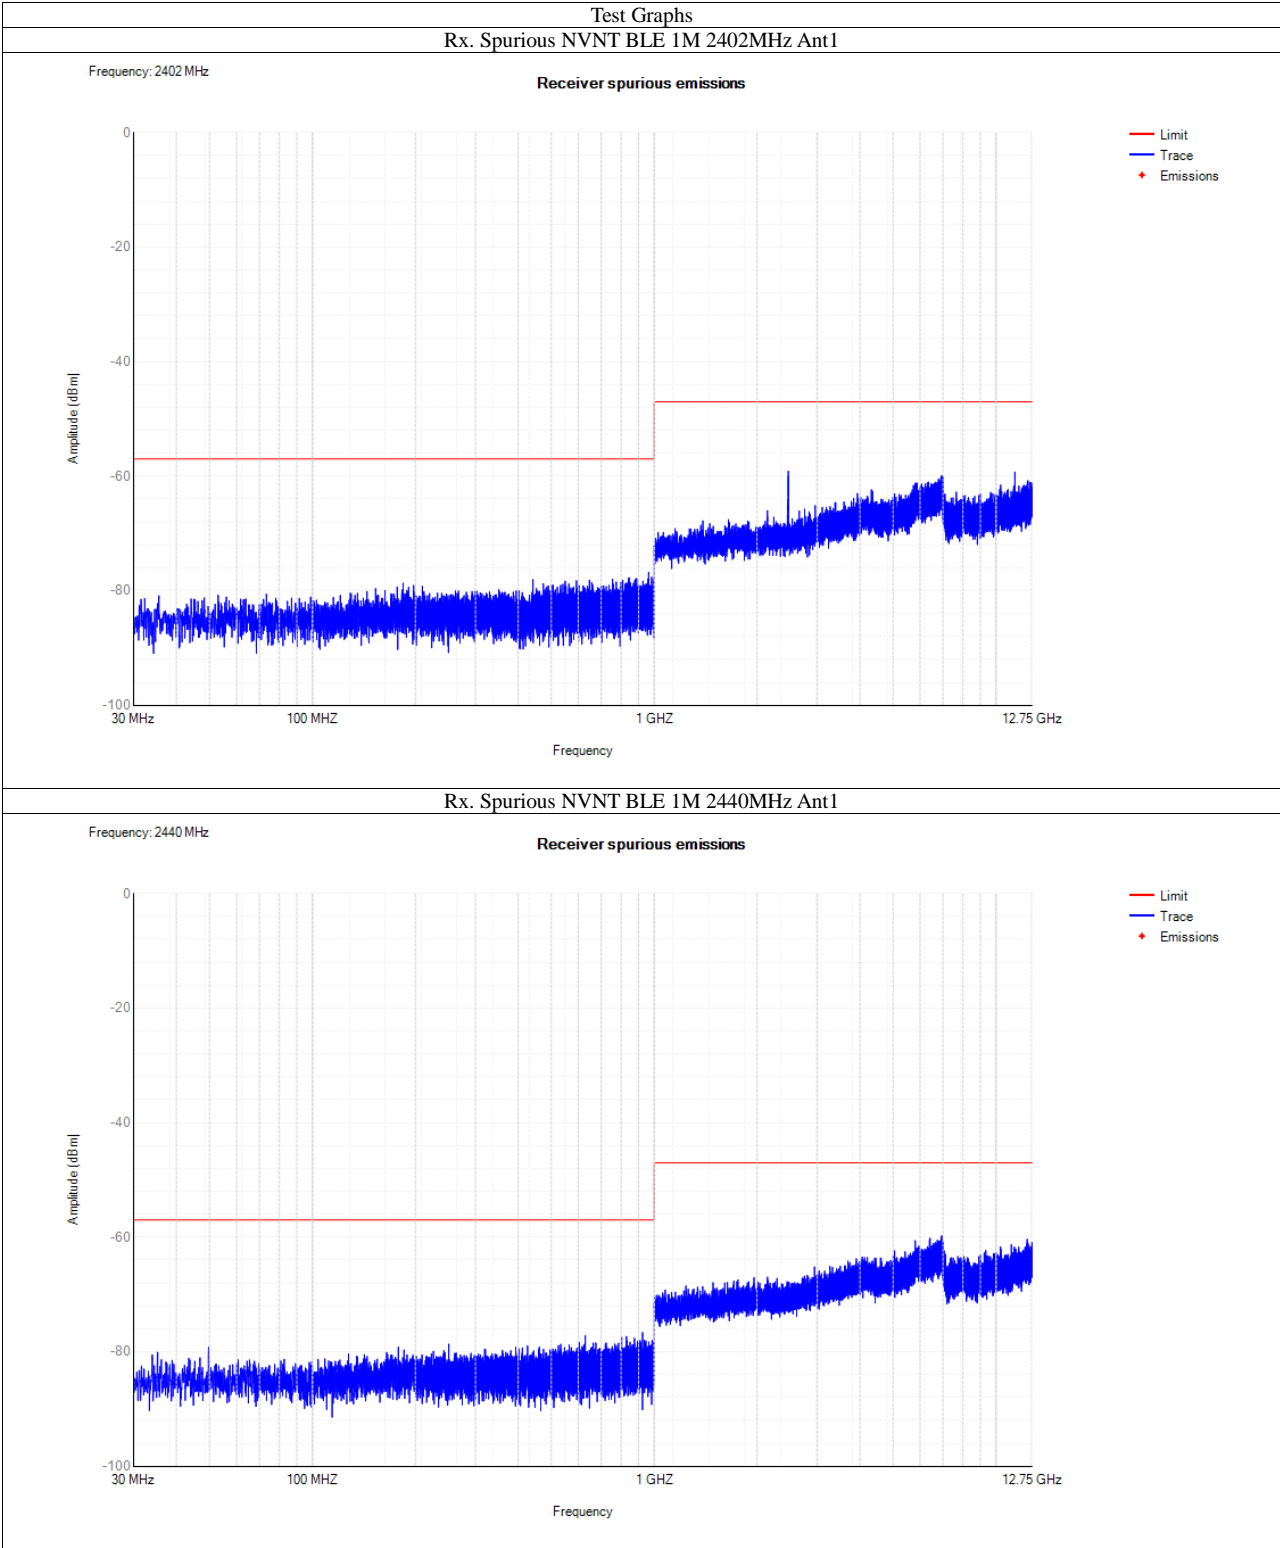 Test Graphs
Rx. Spurious NVNT BLE 1M 2402MHz Ant1
Frequency: 2402 MHz
Receiver spurious emissions
Limit
Trace
Emissions
0
-20
-40
-60
-80
-100
Amplitude [dBm]
30 MHz
100 MHZ
1 GHZ
12.75 GHz
Frequency
Rx. Spurious NVNT BLE 1M 2440MHz Ant1
Frequency: 2440 MHz
Receiver spurious emissions
Limit
Trace
Emissions
0
-20
-40
-60
-80
-100
Amplitude [dBm]
30 MHz
100 MHZ
1 GHZ
12.75 GHz
Frequency